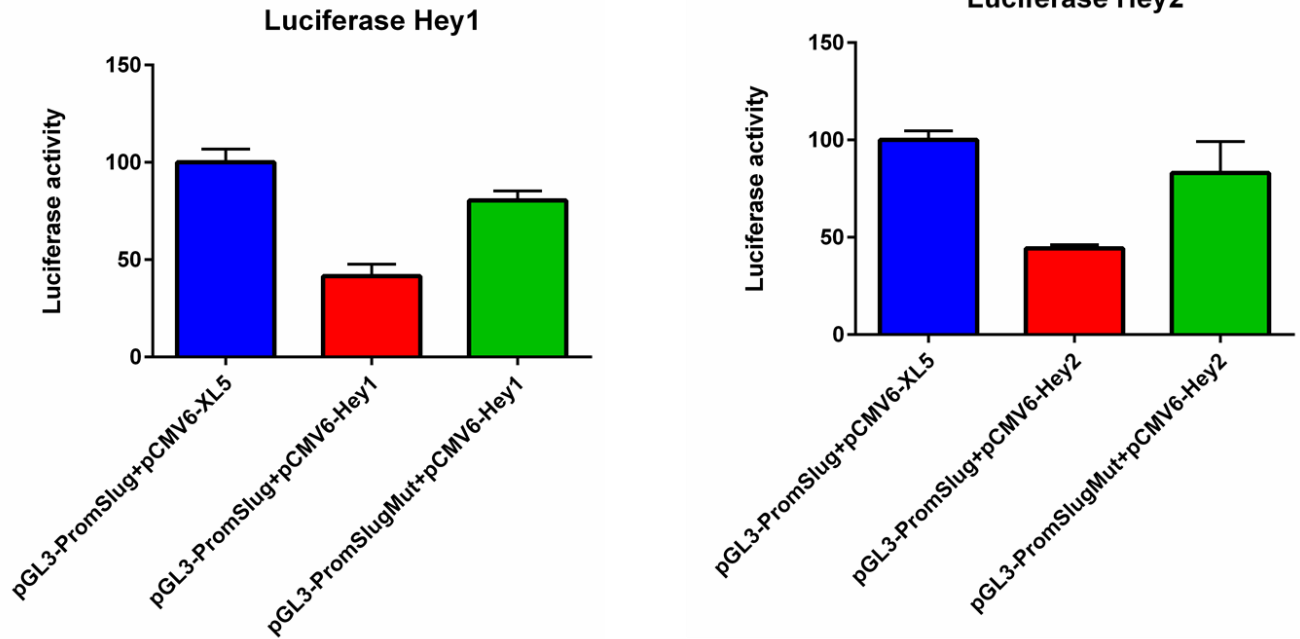 Luciferase Hey1
150
100
50
0
Luciferase activity
pGL3-PromSlug+pCMV6-XL5
pGL3-PromSlug+pCMV6-Hey1
pGL3-PromSlugMut+pCMV6-Hey1
Luciferase Hey2
150
100
50
0
Luciferase activity
pGL3-PromSlug+pCMV6-XL5
pGL3-PromSlug+pCMV6-Hey2
pGL3-PromSlugMut+pCMV6-Hey2